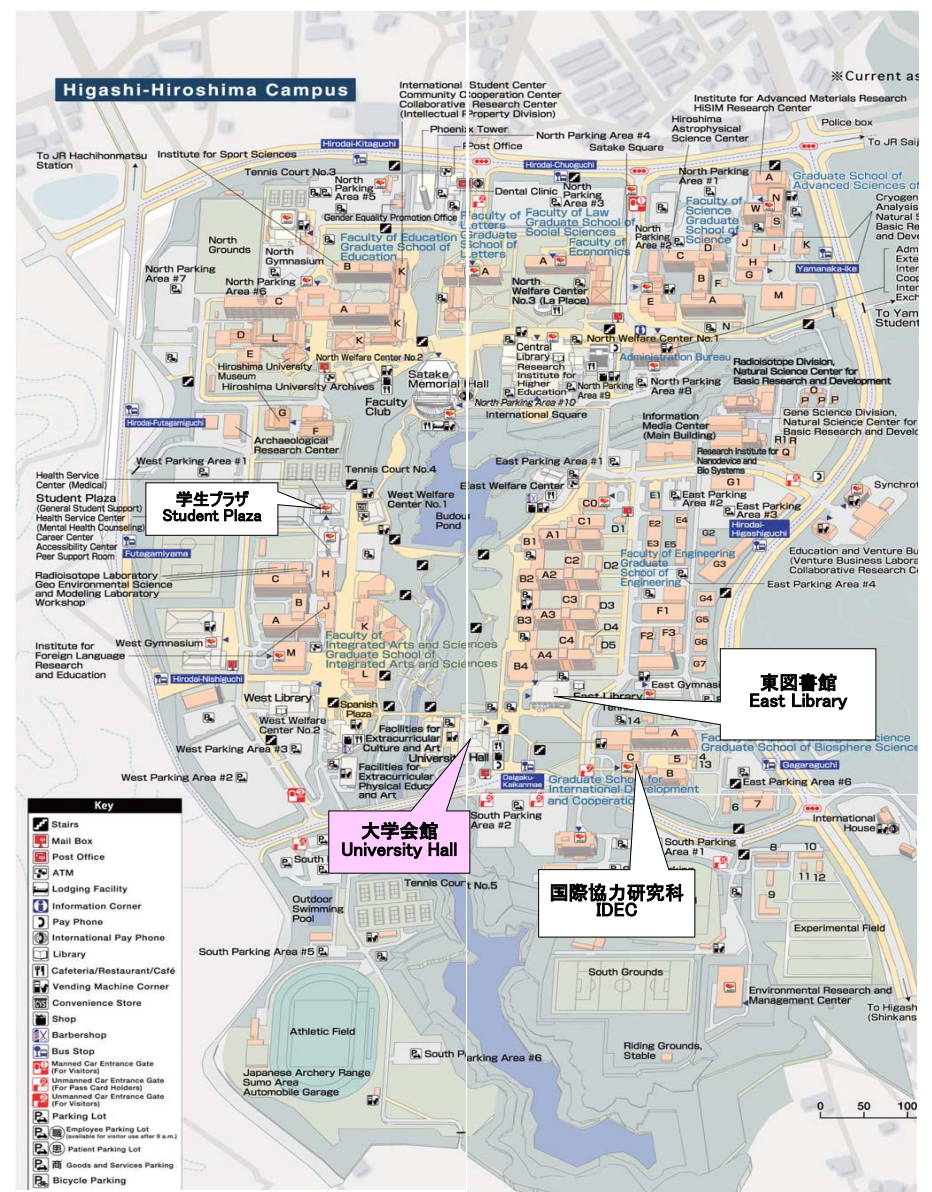 Higashi-Hiroshima Campus
※Current as
International Student Center
Community Cooperation Center
Collaborative Research Center
(Intellectual Property Division)
Institute for Advanced Materials Research
HiSIM Research Center
Hiroshima
Astrophysical
Science Center
Police box
To JR Saij
Phoenix Tower
North Parking Area #4
Post Office
Satake Square
Hirodai-Kitaguchi
Hirodai-Chuoguchi
To JR Hachihonmatsu
Station
Institute for Sport Sciences
Tennis Court No.3
North
Parking
Area #5
Gender Equality Promotion Office
Dental Clinic
North
Parking
Area #3
North Parking
Area #1
Graduate School of
Advanced Sciences of
Cryogen
Analysis
Natural S
Basic Re
and Deve
Adm
Exte
Inter
Coop
Inter
Exch
To Yam
Student
Yamanaka-ike
North
Grounds
North
Gymnasium
North Parking
Area #7
North Parking
Area #6
Faculty of Education
Graduate School of
Education
Faculty of
Letters
Graduate
School of
Letters
Faculty of Law
Graduate School of
Social Sciences
Faculty of
Economics
Faculty of
Science
Graduate
School of
Science
North
Parking
Area #2
North
Welfare Center
No.3 (La Place)
North Welfare Center No.1
Administration Bureau
North Welfare Center No.2
Hiroshima University
Museum
Hiroshima University Archives
Satake
Memorial Hall
Faculty
Club
Central
Library
Research
Institute for
Higher
Education
North Parking
Area #9
North Parking
Area #8
North Parking Area #10
International Square
Radioisotope Division,
Natural Science Center for
Basic Research and Development
Gene Science Division,
Natural Science Center for
Basic Research and Develo
Information
Media Center
(Main Building)
Research Institute for
Nanodevice and
Bio Systems
Hirodai-Futagamiguchi
Archaeological
Research Center
West Parking Area #1
Tennis Court No.4
East Parking Area #1
East Welfare Center
Health Service
Center (Medical)
Student Plaza
(General Student Support)
Health Service Center
(Mental Health Counseling)
Career Center
Accessibility Center
Peer Support Room
学生プラザ
Student Plaza
West Welfare
Center No.1
Budou
Pond
East Parking
Area #2
East Parking
Area #3
Hirodai-
Higashiguchi
Synchrot
Education and Venture Bu
(Venture Business Labora
Collaborative Research Ce
East Parking Area #4
Futagamiyama
Radioisotope Laboratory
Geo Environmental Science
and Modeling Laboratory
Workshop
Faculty of Engineering
Graduate
School of
Engineering
West Gymnasium
Institute for
Foreign Language
Research
and Education
Hirodai-Nishiguchi
Faculty of
Integrated Arts and Sciences
Graduate School of
Integrated Arts and Sciences
東図書館
East Library
East Gymnasi
East Library
Tennis
West Library
Spanish
Plaza
West Welfare
Center No.2
West Parking Area #3
West Parking Area #2
Facilities for
Extracurricular
Culture and Art
University Hall
Facilities for
Extracurricular
Physical Educ
and Art
Daigaku-
Kaikanmae
Graduate School for
International Development
and Cooperation
Graduate School of Biosphere Science
Gagaraguchi
East Parking Area #6
International
House
大学会館
University Hall
South Parking
Area #2
South Parking
Area #1
国際協力研究科
IDEC
Tennis Court No.5
Outdoor
Swimming
Pool
South Parking Area #5
Athletic Field
Japanese Archery Range
Sumo Area
Automobile Garage
South Parking Area #6
South Grounds
Experimental Field
Environmental Research and
Management Center
Riding Grounds,
Stable
To Higash
(Shinkans
0 50 100
Key
Stairs
Mail Box
Post Office
ATM
Lodging Facility
Information Corner
Pay Phone
International Pay Phone
Library
Cafeteria/Restaurant/Café
Vending Machine Corner
Convenience Store
Shop
Barbershop
Bus Stop
Manned Car Entrance Gate
(For Visitors)
Unmanned Car Entrance Gate
(For Pass Card Holders)
Unmanned Car Entrance Gate
(For Visitors)
Parking Lot
Employee Parking Lot
(available for visitor use after 9 a.m.)
Patient Parking Lot
Goods and Services Parking
Bicycle Parking